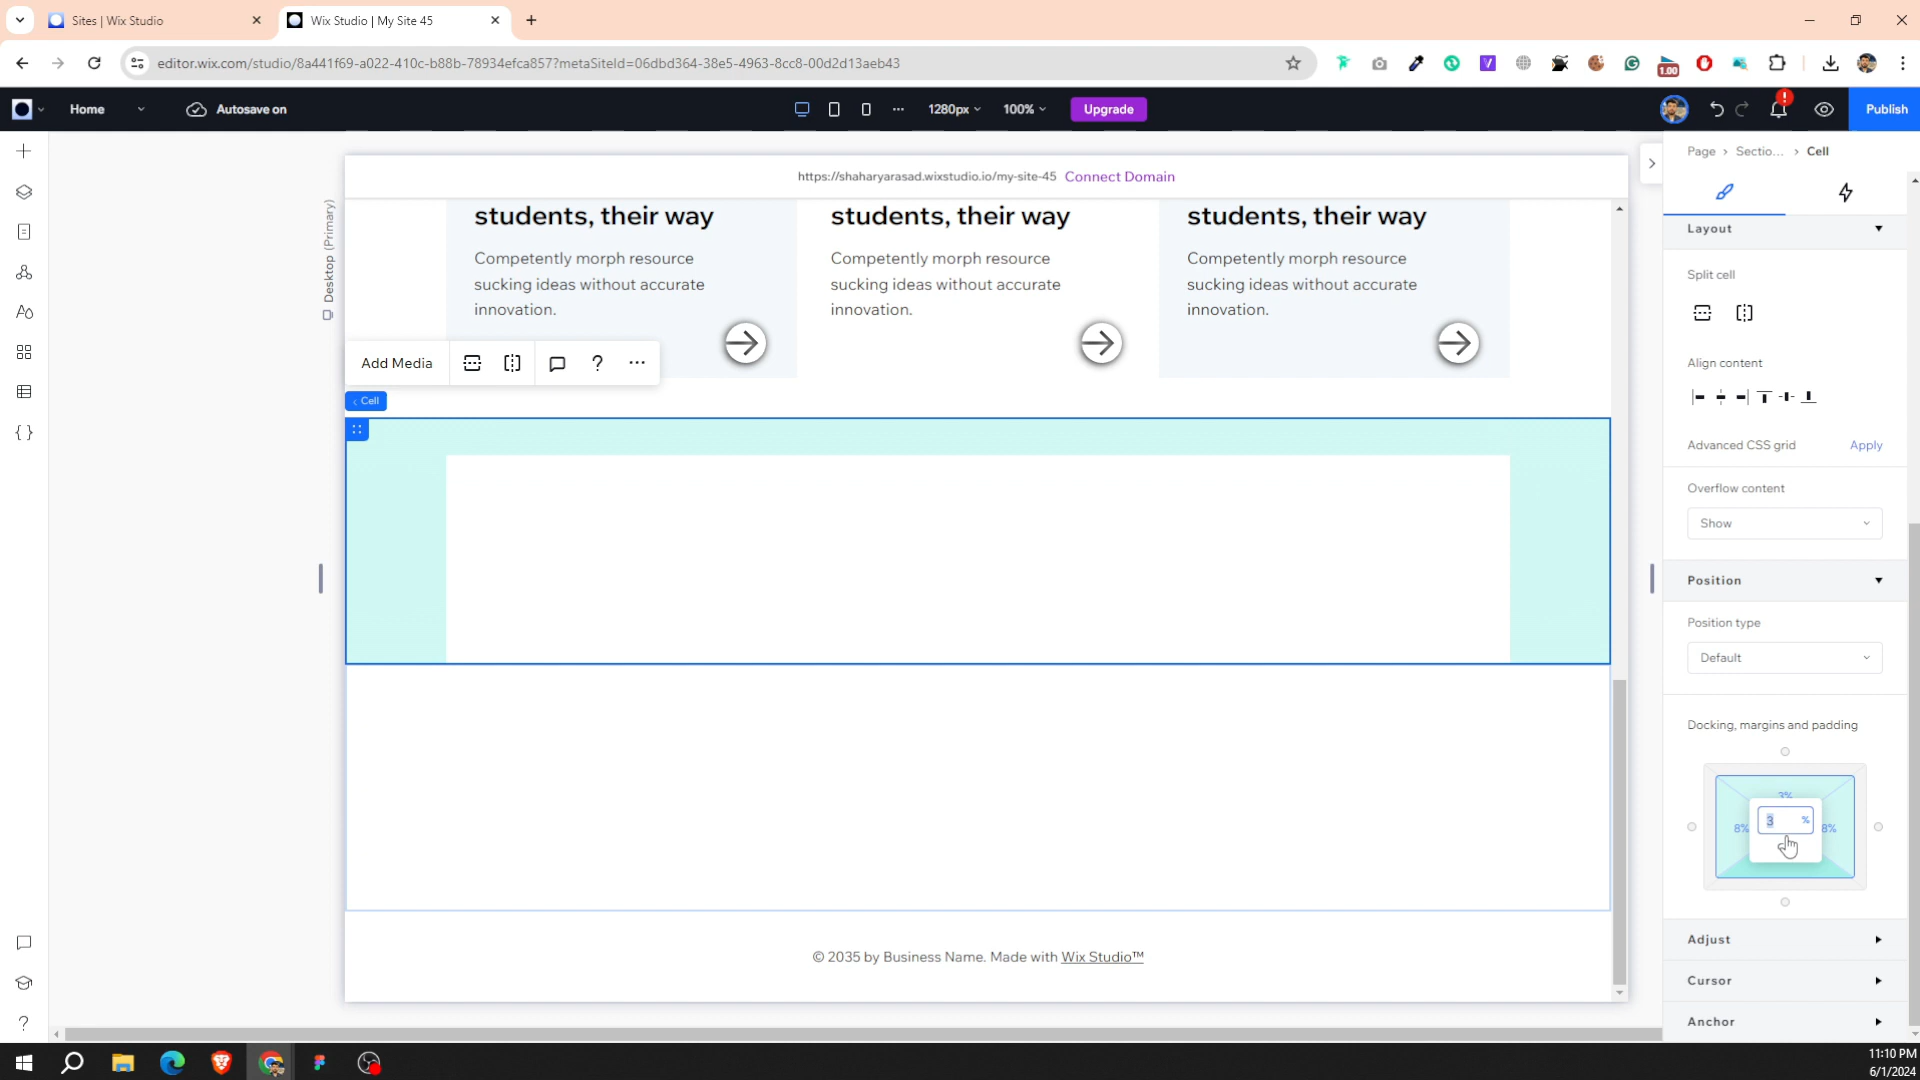 Sites | Wix Studio
Wix Studio | My Site 45
editor.wix.com/studio/8a441f69-a022-410c-b88b-78934efca857?metaSiteId=06dbd364-38e5-4963-8cc8-00d2d13aeb43
1.00
Home
Autosave on
1280px
100%
Upgrade
Publish
Desktop (Primary)
https://shaharyarasad.wixstudio.io/my-site-45 Connect Domain
students, their way
students, their way
students, their way
Competently morph resource
sucking ideas without accurate
innovation.
Competently morph resource
sucking ideas without accurate
innovation.
Competently morph resource
sucking ideas without accurate
innovation.
Add Media
Cell
© 2035 by Business Name. Made with Wix Studio™
Page > Sectio... > Cell
Layout
Split cell
Align content
Advanced CSS grid Apply
Overflow content
Show
Position
Position type
Default
Docking, margins and padding
3%
8%
3 %
8%
Adjust
Cursor
Anchor
11:10 PM
6/1/2024